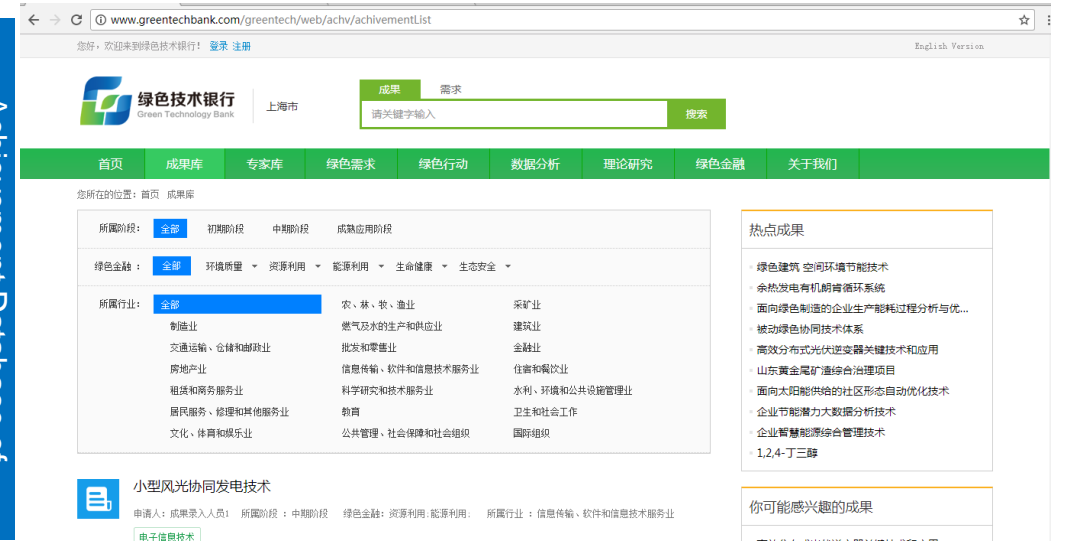 www.greentechbank.com/greentech/web/achv/achivementList
您好，欢迎来到绿色技术银行！ 登录 注册
English Version
绿色技术银行
Green Technology Bank
上海市
成果 需求
请关键字输入
搜索
首页 成果库 专家库 绿色需求 绿色行动 数据分析 理论研究 绿色金融 关于我们
您所在的位置：首页 成果库
所属阶段： 全部 初期阶段 中期阶段 成熟应用阶段
绿色金融： 全部 环境质量 资源利用 能源利用 生命健康 生态安全
所属行业： 全部 农、林、牧、渔业 采矿业
制造业 燃气及水的生产和供应业 建筑业
交通运输、仓储和邮政业 批发和零售业 金融业
房地产业 信息传输、软件和信息技术服务业 住宿和餐饮业
租赁和商务服务业 科学研究和技术服务业 水利、环境和公共设施管理业
居民服务、修理和其他服务业 教育 卫生和社会工作
文化、体育和娱乐业 公共管理、社会保障和社会组织 国际组织
小型风光协同发电技术
申请人：成果录入人员1 所属阶段：中期阶段 绿色金融：资源利用;能源利用; 所属行业：信息传输、软件和信息技术服务业
电子信息技术
热点成果
绿色建筑 空间环境节能技术
余热发电有机朗肯循环系统
面向绿色制造的企业生产能耗过程分析与优...
被动绿色协同技术体系
高效分布式光伏逆变器关键技术和应用
山东黄金尾矿渣综合治理项目
面向太阳能供给的社区形态自动优化技术
企业节能潜力大数据分析技术
企业智慧能源综合管理技术
1,2,4-丁三醇
你可能感兴趣的成果